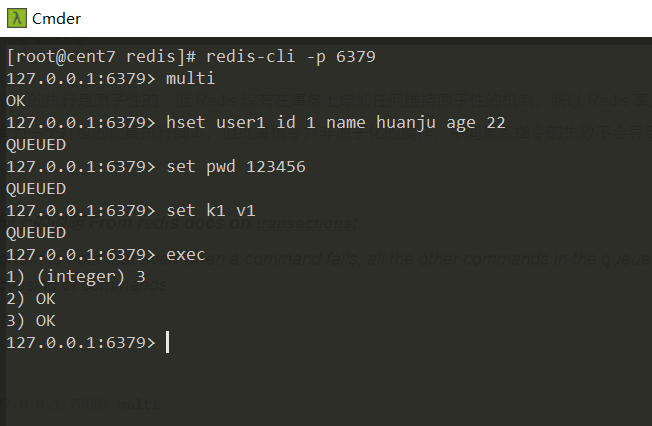 λ Cmder
[root@cent7 redis]# redis-cli -p 6379
127.0.0.1:6379> multi
OK
127.0.0.1:6379> hset user1 id 1 name huanju age 22
QUEUED
127.0.0.1:6379> set pwd 123456
QUEUED
127.0.0.1:6379> set k1 v1
QUEUED
127.0.0.1:6379> exec
1) (integer) 3
2) OK
3) OK
127.0.0.1:6379>